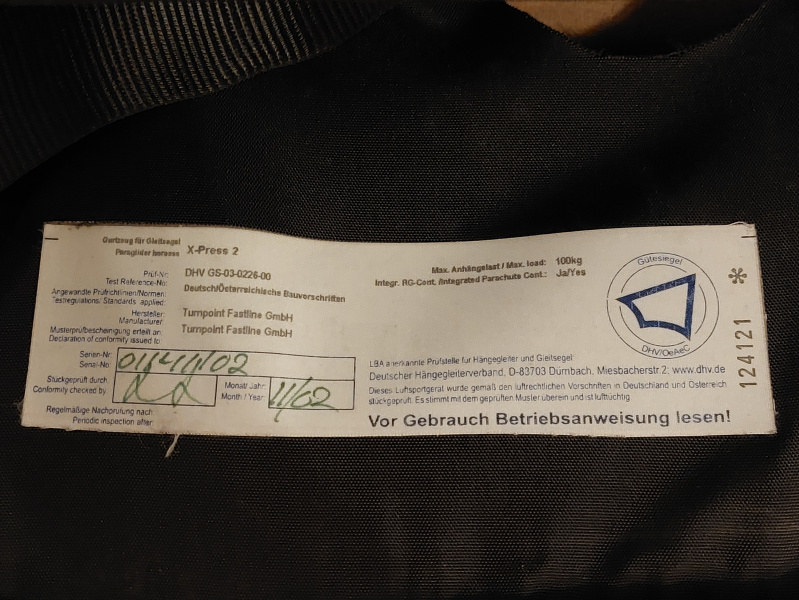 Gurtzeug für Gleitsegel
Paraglider harness X-Press 2
Prüf-Nr:
Test Reference-No: DHV GS-03-0226-00
Angewandte Prüfrichtlinien/Normen:
Testregulations: Standards applied: Deutsch/Österreichische Bauvorschriften
Hersteller:
Manufacturer: Turnpoint Fastline GmbH
Musterprüfbescheinigung erteilt an:
Declaration of conformity issued to: Turnpoint Fastline GmbH
Serien-Nr:
Serial-No:
Stückgeprüft durch:
Conformity checked by:
Monat/ Jahr:
Month / Year: 11/02
Regelmäßige Nachprüfung nach
Periodic inspection after:
Max. Anhängelast / Max. load: 100kg
Integr. RG-Cont. /Integrated Parachute Cont.: Ja/Yes
Gütesiegel
DHV/OeAeC
LBA anerkannte Prüfstelle für Hängegleiter und Gleitsegel:
Deutscher Hängegleiterverband, D-83703 Dürnbach, Miesbacherstr.2; www.dhv.de
Dieses Luftsportgerät wurde gemäß den luftrechtlichen Vorschriften in Deutschland und Österreich
stückgeprüft. Es stimmt mit dem geprüften Muster überein und ist lufttüchtig
Vor Gebrauch Betriebsanweisung lesen!
124121 *